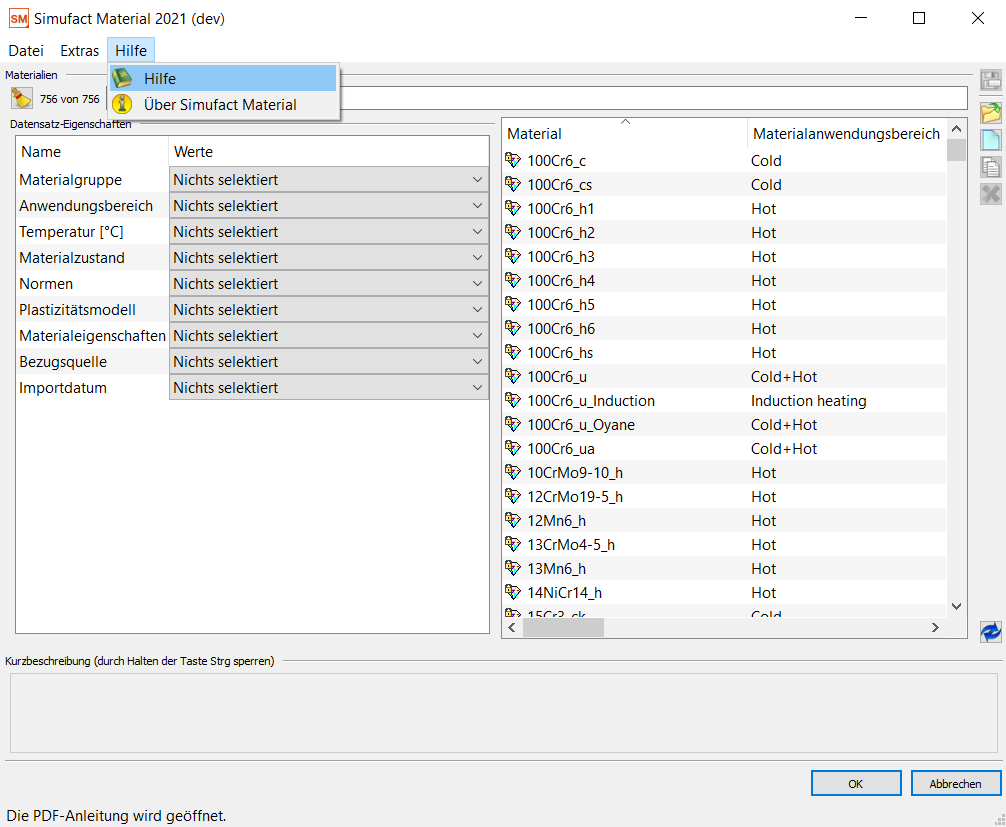 SM Simufact Material 2021 (dev)
Datei Extras Hilfe
Hilfe
Über Simufact Material
Materialien
756 von 756
Datensatz-Eigenschaften
Name Werte
Materialgruppe Nichts selektiert
Anwendungsbereich Nichts selektiert
Temperatur [°C] Nichts selektiert
Materialzustand Nichts selektiert
Normen Nichts selektiert
Plastizitätsmodell Nichts selektiert
Materialeigenschaften Nichts selektiert
Bezugsquelle Nichts selektiert
Importdatum Nichts selektiert
Material Materialanwendungsbereich
100Cr6_c Cold
100Cr6_cs Cold
100Cr6_h1 Hot
100Cr6_h2 Hot
100Cr6_h3 Hot
100Cr6_h4 Hot
100Cr6_h5 Hot
100Cr6_h6 Hot
100Cr6_hs Hot
100Cr6_u Cold+Hot
100Cr6_u_Induction Induction heating
100Cr6_u_Oyane Cold+Hot
100Cr6_ua Cold+Hot
10CrMo9-10_h Hot
12CrMo19-5_h Hot
12Mn6_h Hot
13CrMo4-5_h Hot
13Mn6_h Hot
14NiCr14_h Hot
15Cr3_ck Cold
Kurzbeschreibung (durch Halten der Taste Strg sperren)
OK Abbrechen
Die PDF-Anleitung wird geöffnet.